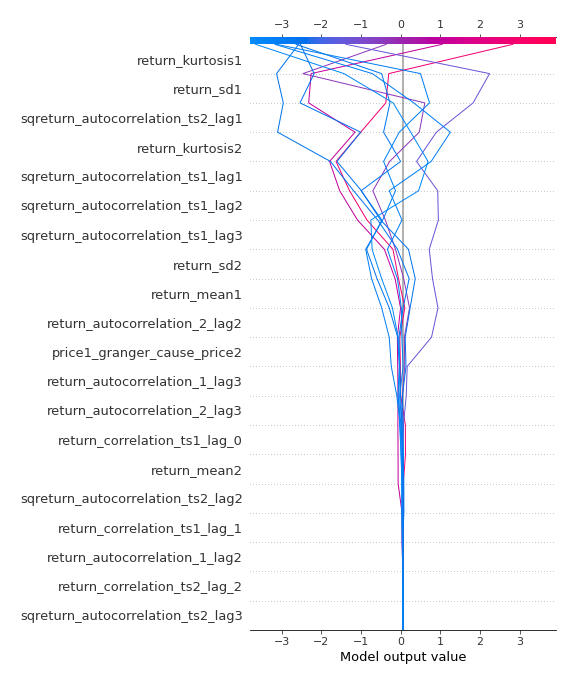 −3 −2 −1 0 1 2 3
return_kurtosis1
return_sd1
sqreturn_autocorrelation_ts2_lag1
return_kurtosis2
sqreturn_autocorrelation_ts1_lag1
sqreturn_autocorrelation_ts1_lag2
sqreturn_autocorrelation_ts1_lag3
return_sd2
return_mean1
return_autocorrelation_2_lag2
price1_granger_cause_price2
return_autocorrelation_1_lag3
return_autocorrelation_2_lag3
return_correlation_ts1_lag_0
return_mean2
sqreturn_autocorrelation_ts2_lag2
return_correlation_ts1_lag_1
return_autocorrelation_1_lag2
return_correlation_ts2_lag_2
sqreturn_autocorrelation_ts2_lag3
−3 −2 −1 0 1 2 3
Model output value